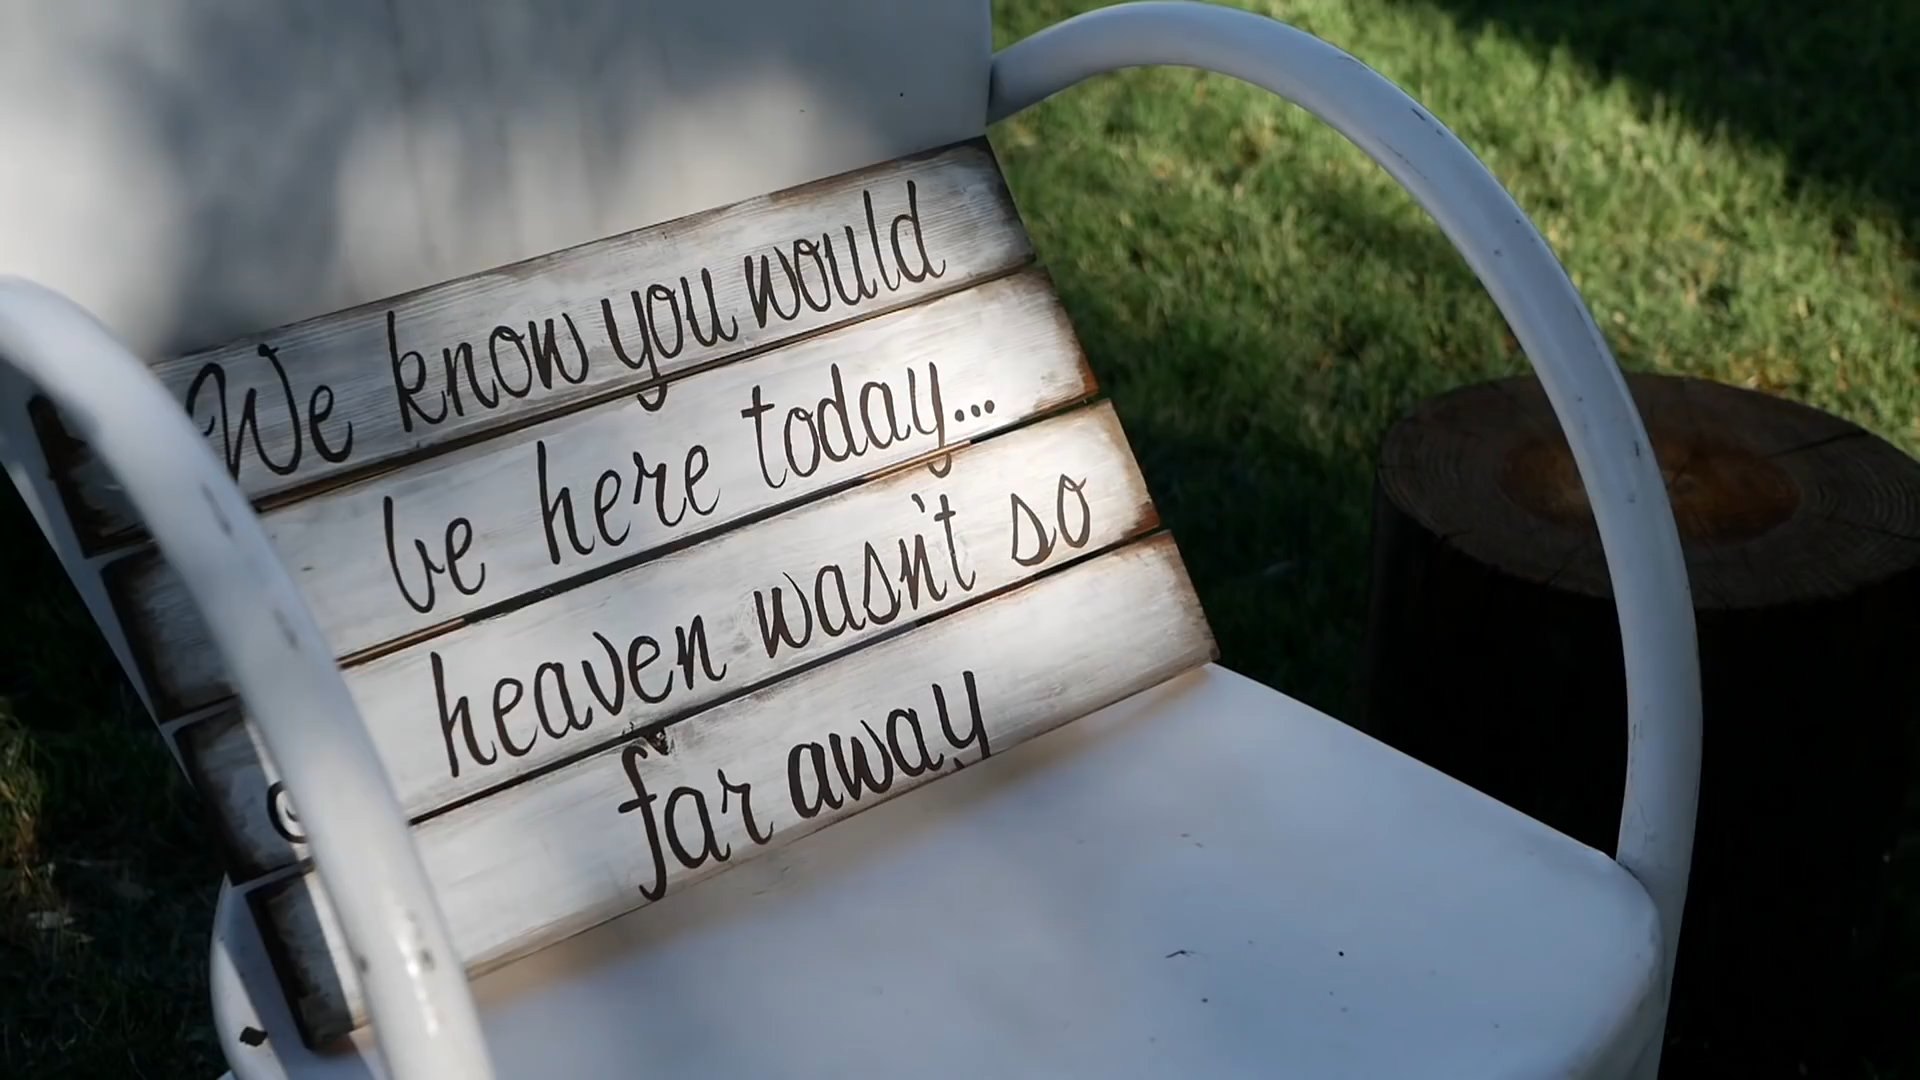 We know you would
be here today...
heaven wasn't so
far away